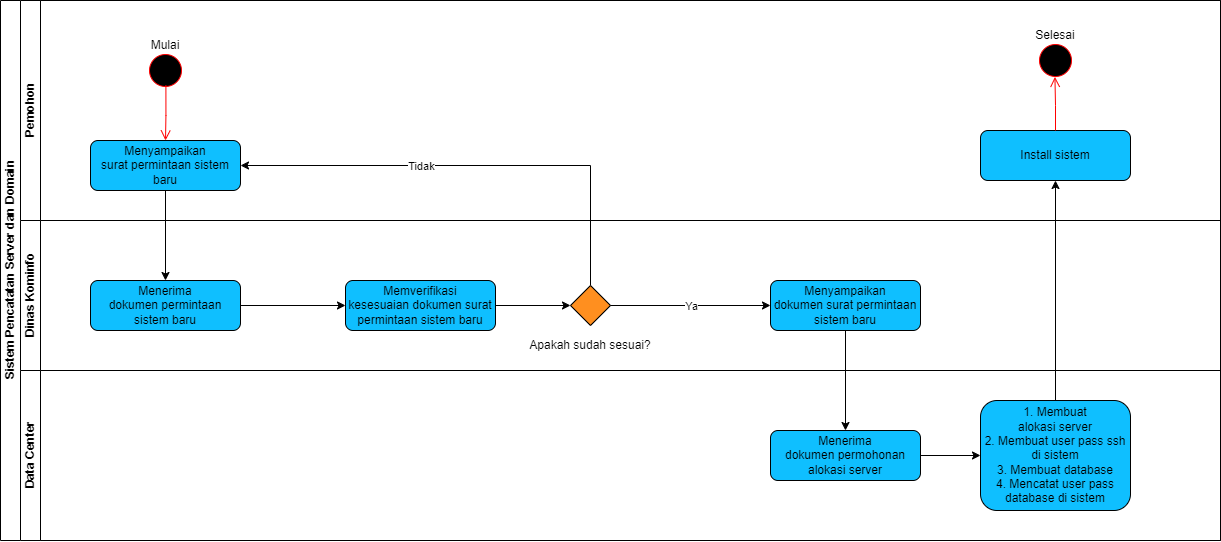 Sistem Pencatatan Server dan Domain
Pemohon
Mulai
Selesai
Menyampaikan
surat permintaan sistem
baru
Tidak
Install sistem
Dinas Kominfo
Menerima
dokumen permintaan
sistem baru
Memverifikasi
kesesuaian dokumen surat
permintaan sistem baru
Apakah sudah sesuai?
Ya
Menyampaikan
dokumen surat permintaan
sistem baru
Data Center
Menerima
dokumen permohonan
alokasi server
1. Membuat
alokasi server
2. Membuat user pass ssh
di sistem
3. Membuat database
4. Mencatat user pass
database di sistem